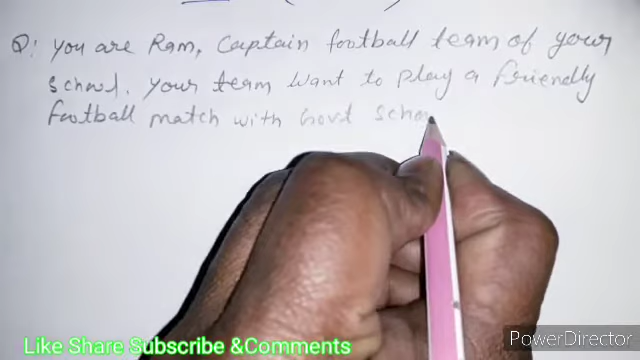 Q: You are Ram, Captain football team of your
school. Your team want to play a friendly
football match with Govt Schoo
PowerDirector
Like Share Subscribe &Comments